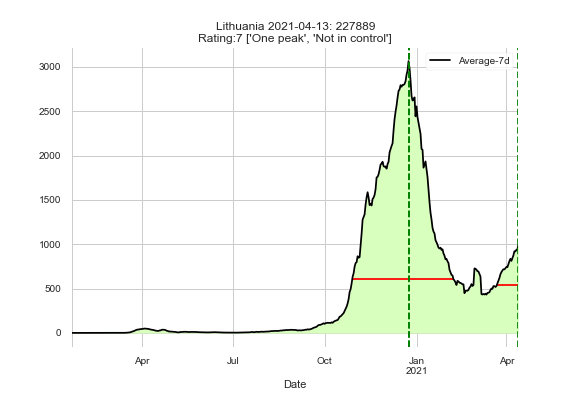 Lithuania 2021-04-13: 227889
Rating:7 ['One peak', 'Not in control']
Average-7d
3000
2500
2000
1500
1000
500
0
Apr
Jul
Oct
Jan
2021
Apr
Date